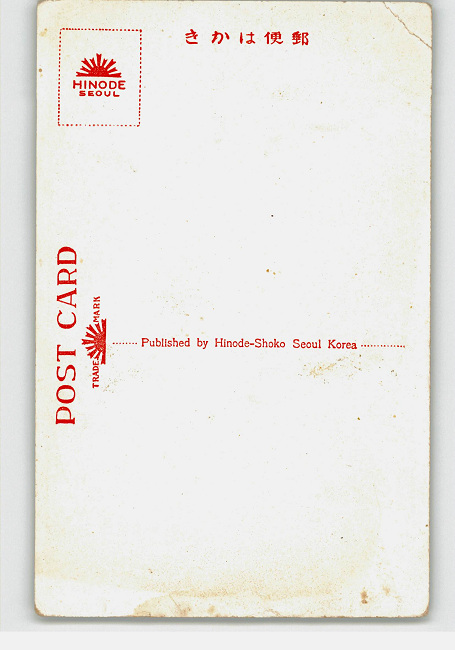 きかは便郵
HINODE
SEOUL
POST CARD
TRADE MARK
Published by Hinode-Shoko Seoul Korea